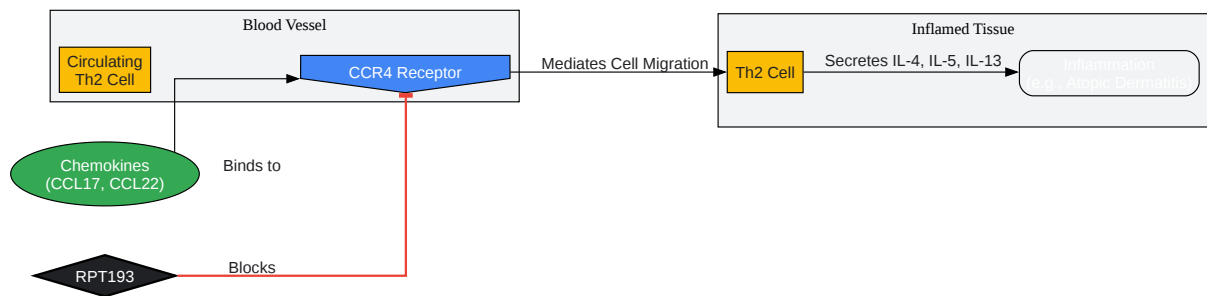 Blood Vessel
Circulating
Th2 Cell
CCR4 Receptor
Mediates Cell Migration
Inflamed Tissue
Th2 Cell
Secretes IL-4, IL-5, IL-13
Inflammation
(e.g., Atopic Dermatitis)
Chemokines
(CCL17, CCL22)
Binds to
RPT193
Blocks